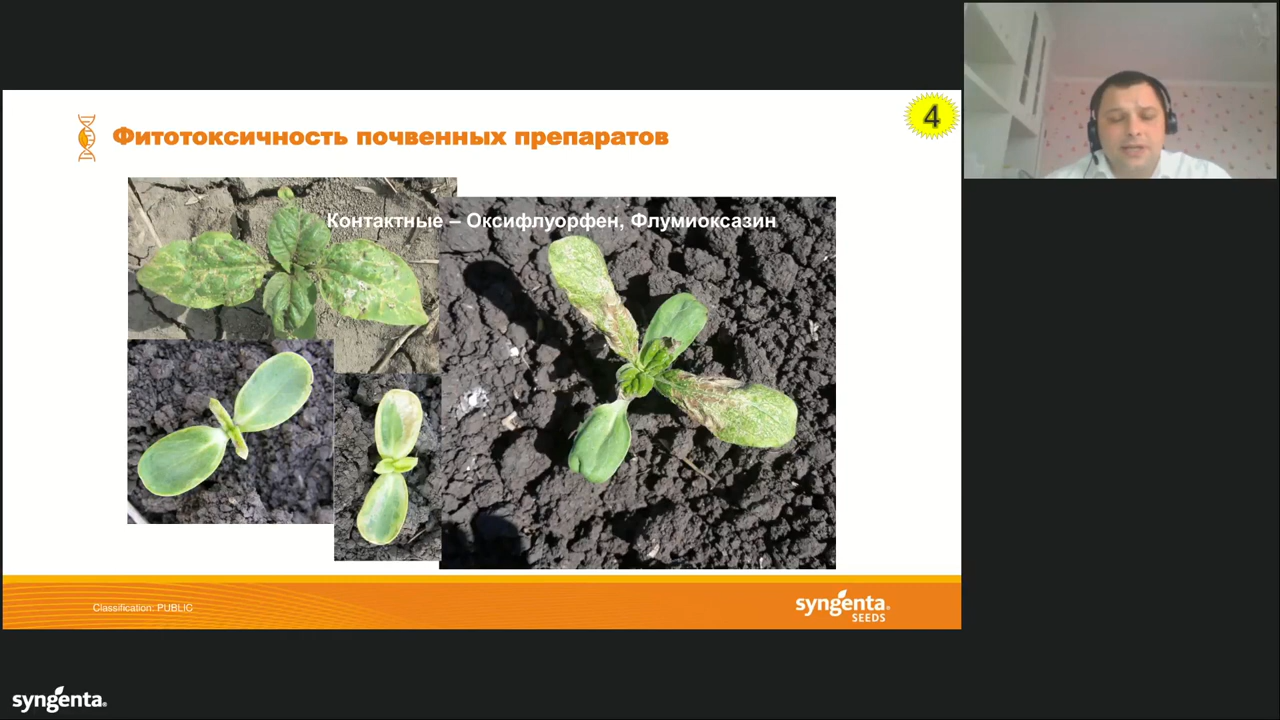 Фитотоксичность почвенных препаратов
4
Контактные – Оксифлуорфен, Флумиоксазин
Classification: PUBLIC
syngenta®
SEEDS
syngenta®